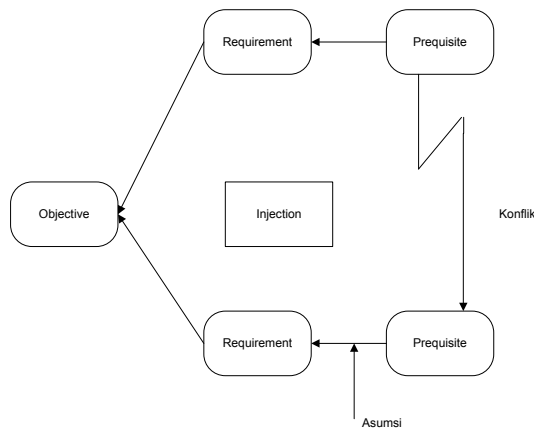 Requirement
Prequisite
Objective
Injection
Konflik
Requirement
Prequisite
Asumsi